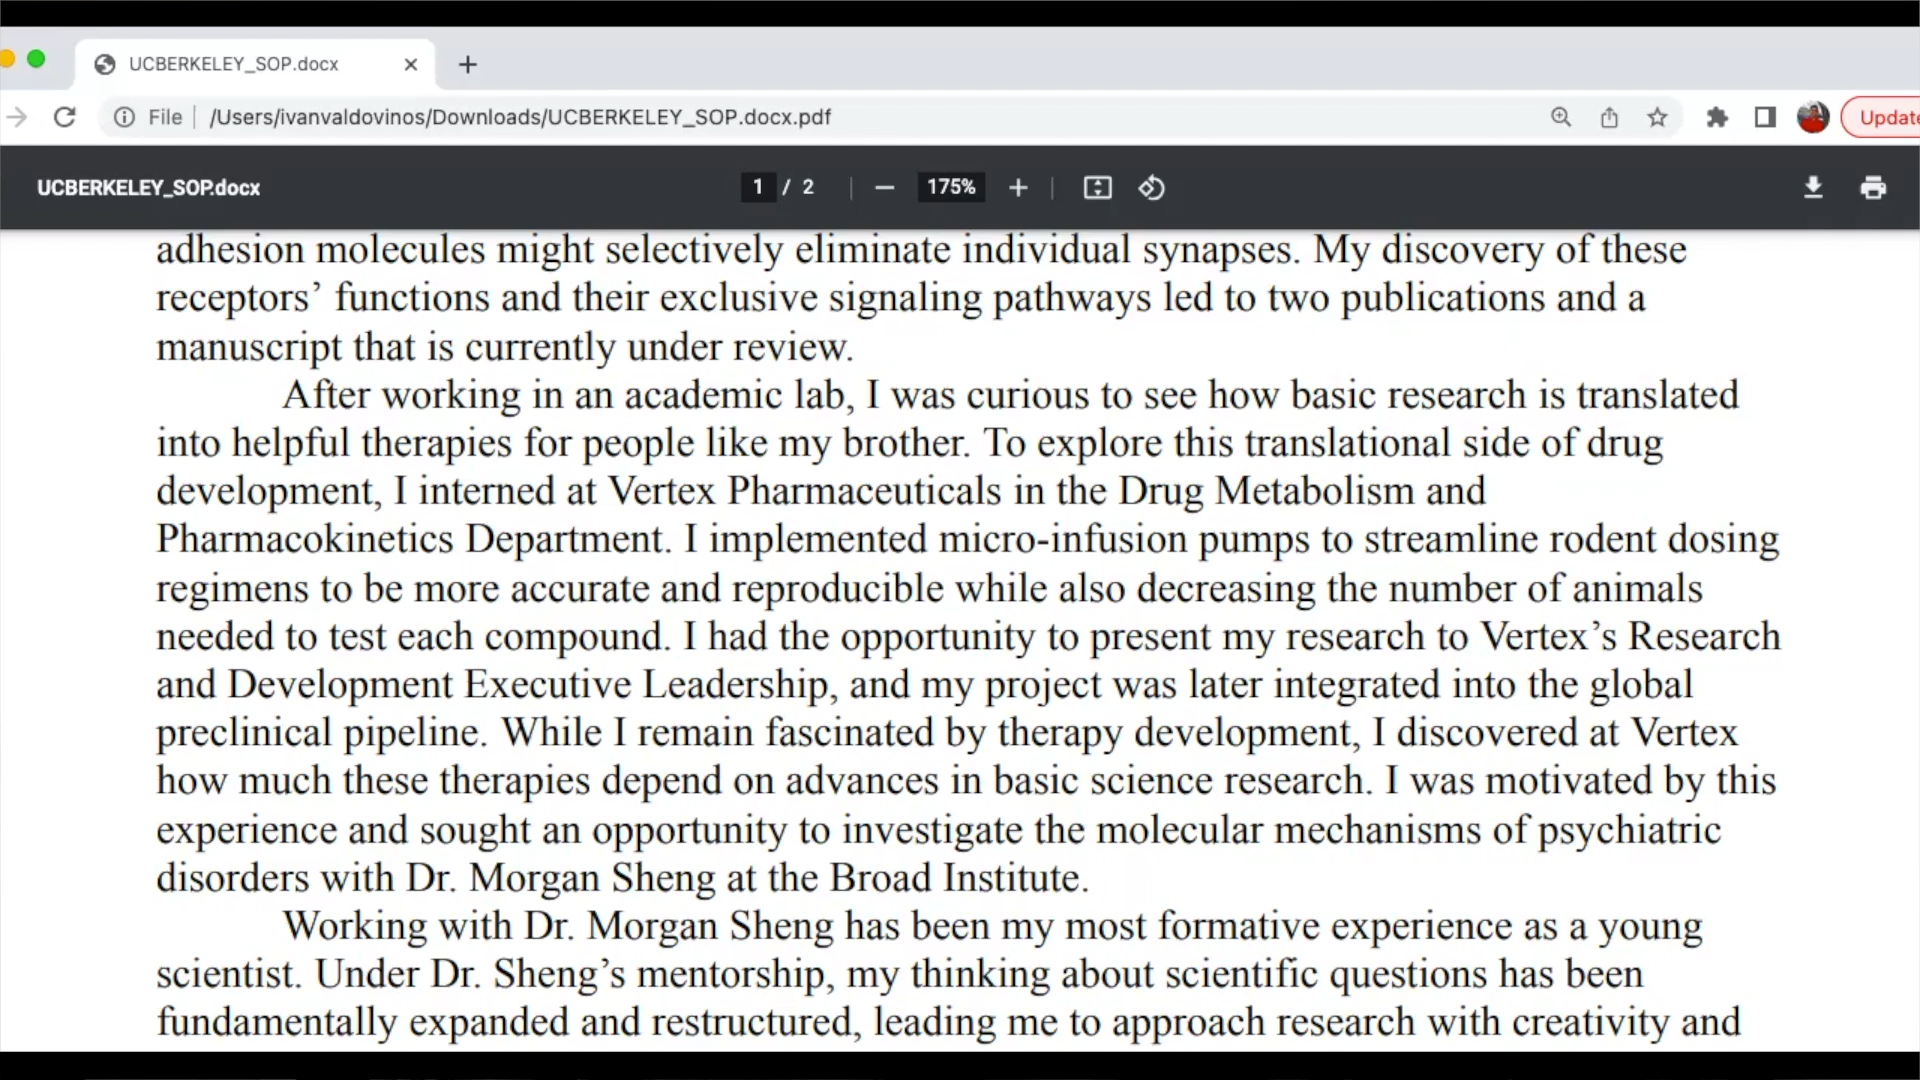 UCBERKELEY_SOP.docx
File /Users/ivanvaldovinos/Downloads/UCBERKELEY_SOP.docx.pdf
Update
UCBERKELEY_SOP.docx 1 / 2 175%
adhesion molecules might selectively eliminate individual synapses. My discovery of these
receptors’ functions and their exclusive signaling pathways led to two publications and a
manuscript that is currently under review.
After working in an academic lab, I was curious to see how basic research is translated
into helpful therapies for people like my brother. To explore this translational side of drug
development, I interned at Vertex Pharmaceuticals in the Drug Metabolism and
Pharmacokinetics Department. I implemented micro-infusion pumps to streamline rodent dosing
regimens to be more accurate and reproducible while also decreasing the number of animals
needed to test each compound. I had the opportunity to present my research to Vertex’s Research
and Development Executive Leadership, and my project was later integrated into the global
preclinical pipeline. While I remain fascinated by therapy development, I discovered at Vertex
how much these therapies depend on advances in basic science research. I was motivated by this
experience and sought an opportunity to investigate the molecular mechanisms of psychiatric
disorders with Dr. Morgan Sheng at the Broad Institute.
Working with Dr. Morgan Sheng has been my most formative experience as a young
scientist. Under Dr. Sheng’s mentorship, my thinking about scientific questions has been
fundamentally expanded and restructured, leading me to approach research with creativity and